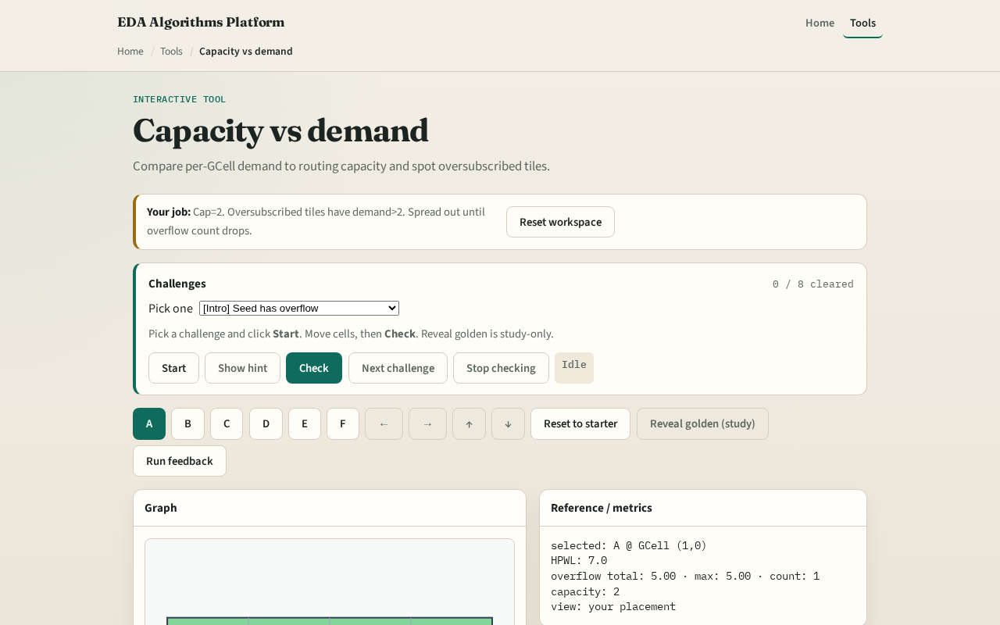 EDA Algorithms Platform
Home
Tools
Home / Tools / Capacity vs demand
INTERACTIVE TOOL
Capacity vs demand
Compare per-GCell demand to routing capacity and spot oversubscribed tiles.
Your job: Cap=2. Oversubscribed tiles have demand>2. Spread out until
overflow count drops.
Reset workspace
Challenges
0 / 8 cleared
Pick one
[Intro] Seed has overflow
Pick a challenge and click Start. Move cells, then Check. Reveal golden is study-only.
Start
Show hint
Check
Next challenge
Stop checking
Idle
A
B
C
D
E
F
←
→
↑
↓
Reset to starter
Reveal golden (study)
Run feedback
Graph
Reference / metrics
selected: A @ GCell (1,0)
HPWL: 7.0
overflow total: 5.00 · max: 5.00 · count: 1
capacity: 2
view: your placement